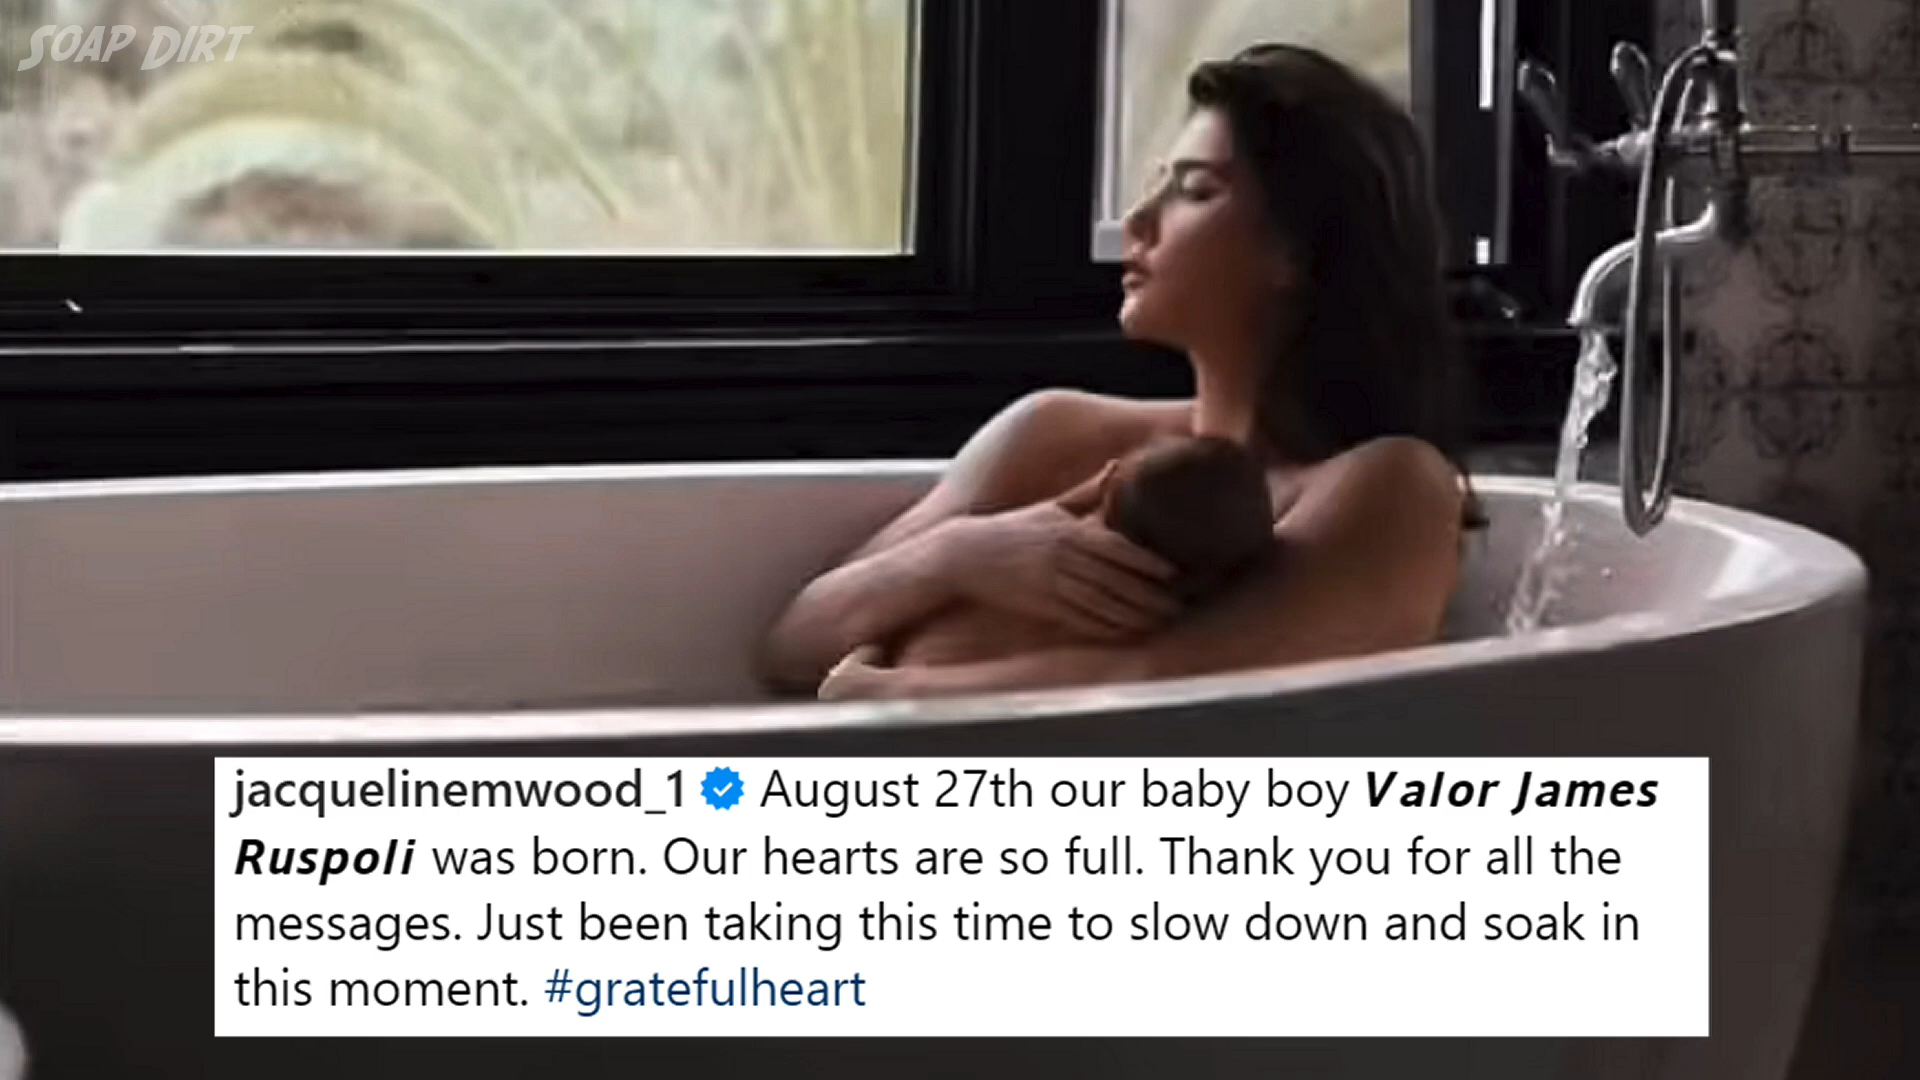 SOAP DIRT
jacquelinemwood_1 August 27th our baby boy Valor James
Ruspoli was born. Our hearts are so full. Thank you for all the
messages. Just been taking this time to slow down and soak in
this moment. #gratefulheart